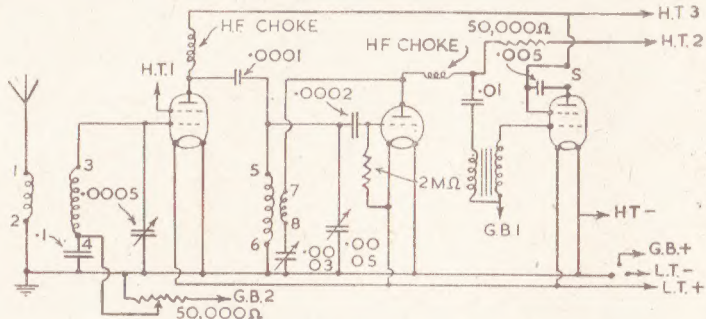 H.F. CHOKE
50,000Ω
H.T 3
H.T. 2
.0001
HF CHOKE
.005
S
H.T.1
.0002
.01
1
3
5
7
2MΩ
.0005
2
.1
4
6
8
.00
03
.00
05
G.B.1
HT-
G.B.+
L.T.-
L.T.+
G.B.2
50,000Ω